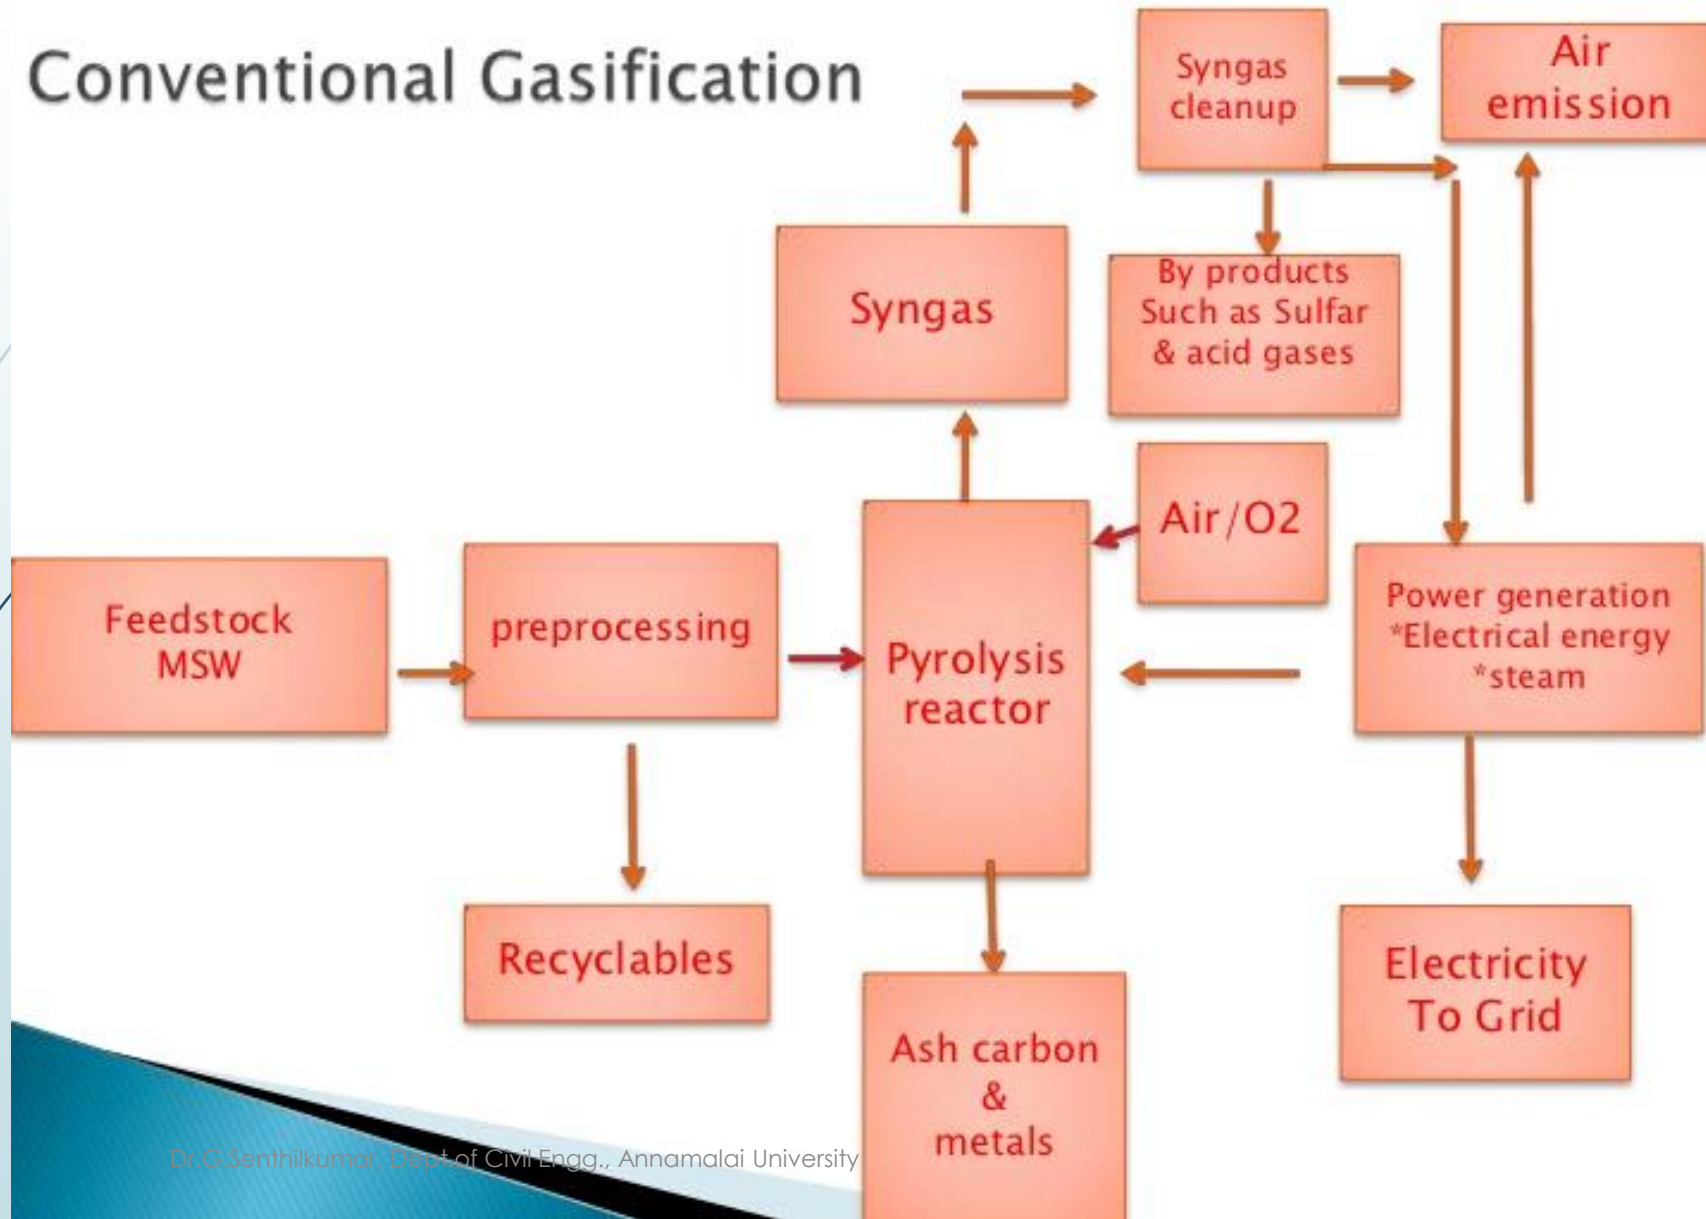 Conventional Gasification
Syngas
cleanup
Air
emission
Syngas
By products
Such as Sulfar
& acid gases
Air/O2
Feedstock
MSW
preprocessing
Pyrolysis
reactor
Power generation
*Electrical energy
*steam
Recyclables
Ash carbon
&
metals
Electricity
To Grid
Dr.G.Senthilkumar, Dept.of Civil Engg., Annamalai University